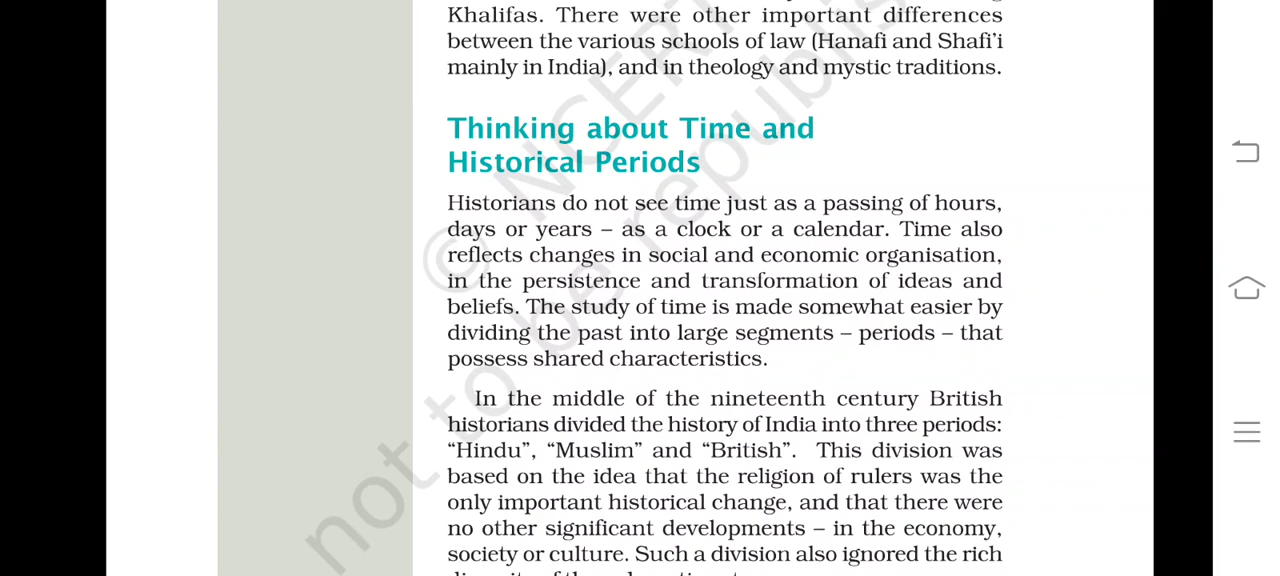 Khalifas. There were other important differences
between the various schools of law (Hanafi and Shafi'i
mainly in India), and in theology and mystic traditions.
Thinking about Time and
Historical Periods
Historians do not see time just as a passing of hours,
days or years – as a clock or a calendar. Time also
reflects changes in social and economic organisation,
in the persistence and transformation of ideas and
beliefs. The study of time is made somewhat easier by
dividing the past into large segments – periods – that
possess shared characteristics.
In the middle of the nineteenth century British
historians divided the history of India into three periods:
“Hindu”, “Muslim” and “British”. This division was
based on the idea that the religion of rulers was the
only important historical change, and that there were
no other significant developments – in the economy,
society or culture. Such a division also ignored the rich
© NCERT
not to be republis